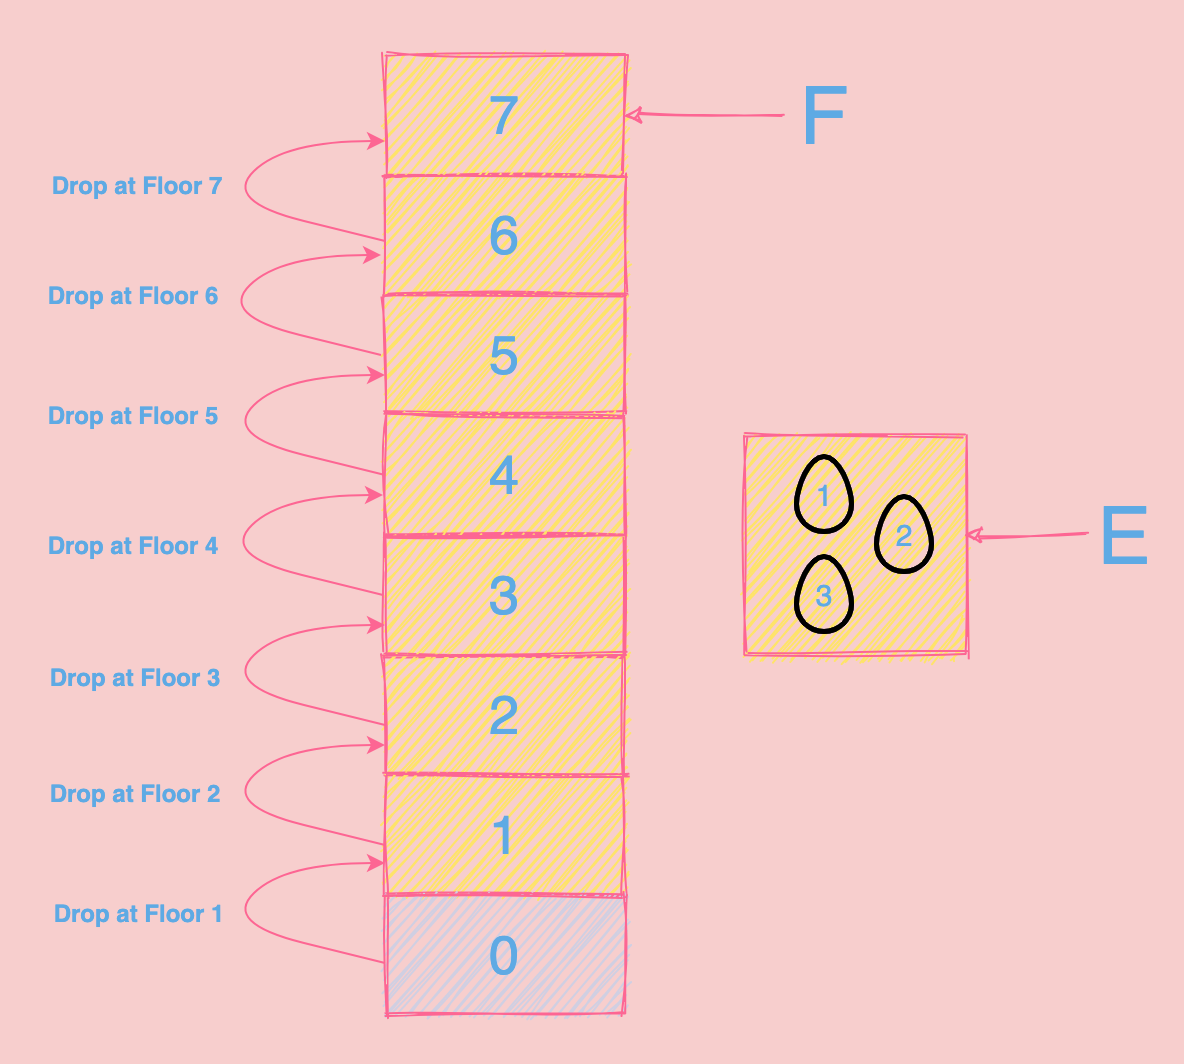 7
F
Drop at Floor 7
6
Drop at Floor 6
5
Drop at Floor 5
4
1
2
E
Drop at Floor 4
3
3
Drop at Floor 3
2
Drop at Floor 2
1
Drop at Floor 1
0